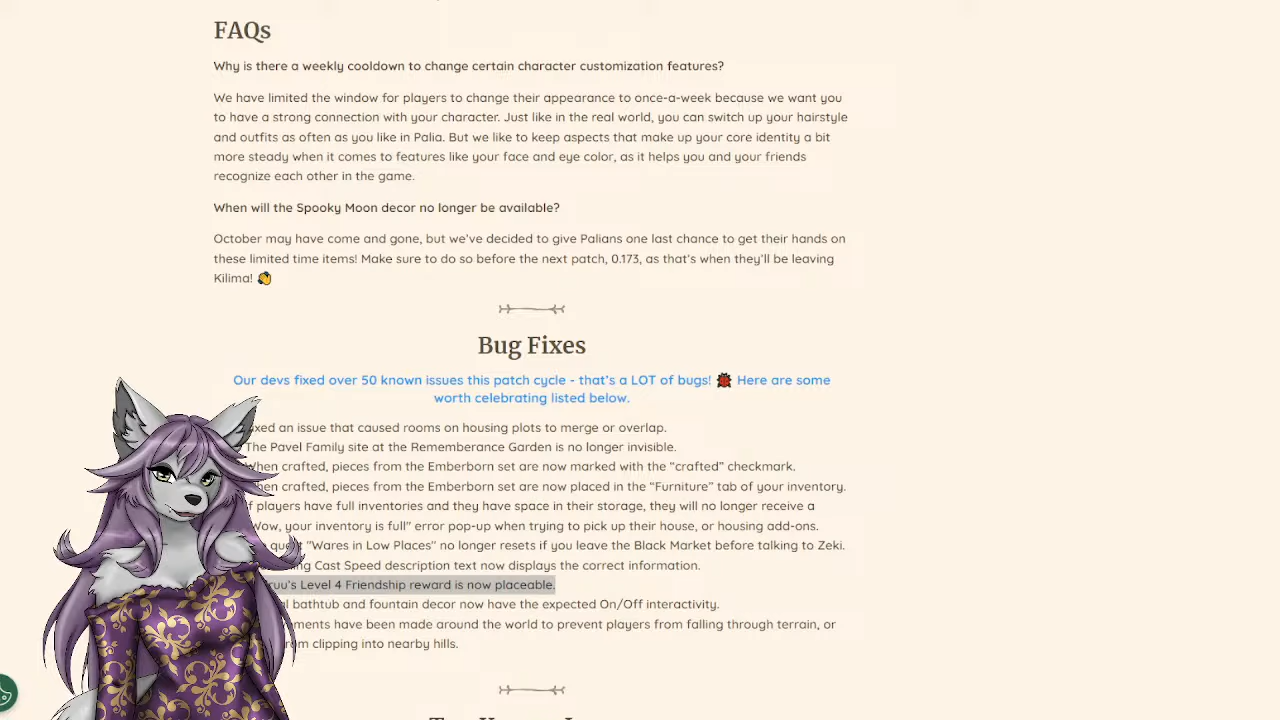 FAQs
Why is there a weekly cooldown to change certain character customization features?
We have limited the window for players to change their appearance to once-a-week because we want you
to have a strong connection with your character. Just like in the real world, you can switch up your hairstyle
and outfits as often as you like in Palia. But we like to keep aspects that make up your core identity a bit
more steady when it comes to features like your face and eye color, as it helps you and your friends
recognize each other in the game.
When will the Spooky Moon decor no longer be available?
October may have come and gone, but we've decided to give Palians one last chance to get their hands on
these limited time items! Make sure to do so before the next patch, 0.173, as that's when they'll be leaving
Kilima! 👏
Bug Fixes
Our devs fixed over 50 known issues this patch cycle - that's a LOT of bugs! 🐞 Here are some
worth celebrating listed below.
an issue that caused rooms on housing plots to merge or overlap.
The Pavel Family site at the Rememberance Garden is no longer invisible.
When crafted, pieces from the Emberborn set are now marked with the “crafted” checkmark.
crafted, pieces from the Emberborn set are now placed in the “Furniture” tab of your inventory.
players have full inventories and they have space in their storage, they will no longer receive a
Wow, your inventory is full" error pop-up when trying to pick up their house, or housing add-ons.
"Wares in Low Places" no longer resets if you leave the Black Market before talking to Zeki.
Cast Speed description text now displays the correct information.
Level 4 Friendship reward is now placeable.
bathtub and fountain decor now have the expected On/Off interactivity.
have been made around the world to prevent players from falling through terrain, or
clipping into nearby hills.